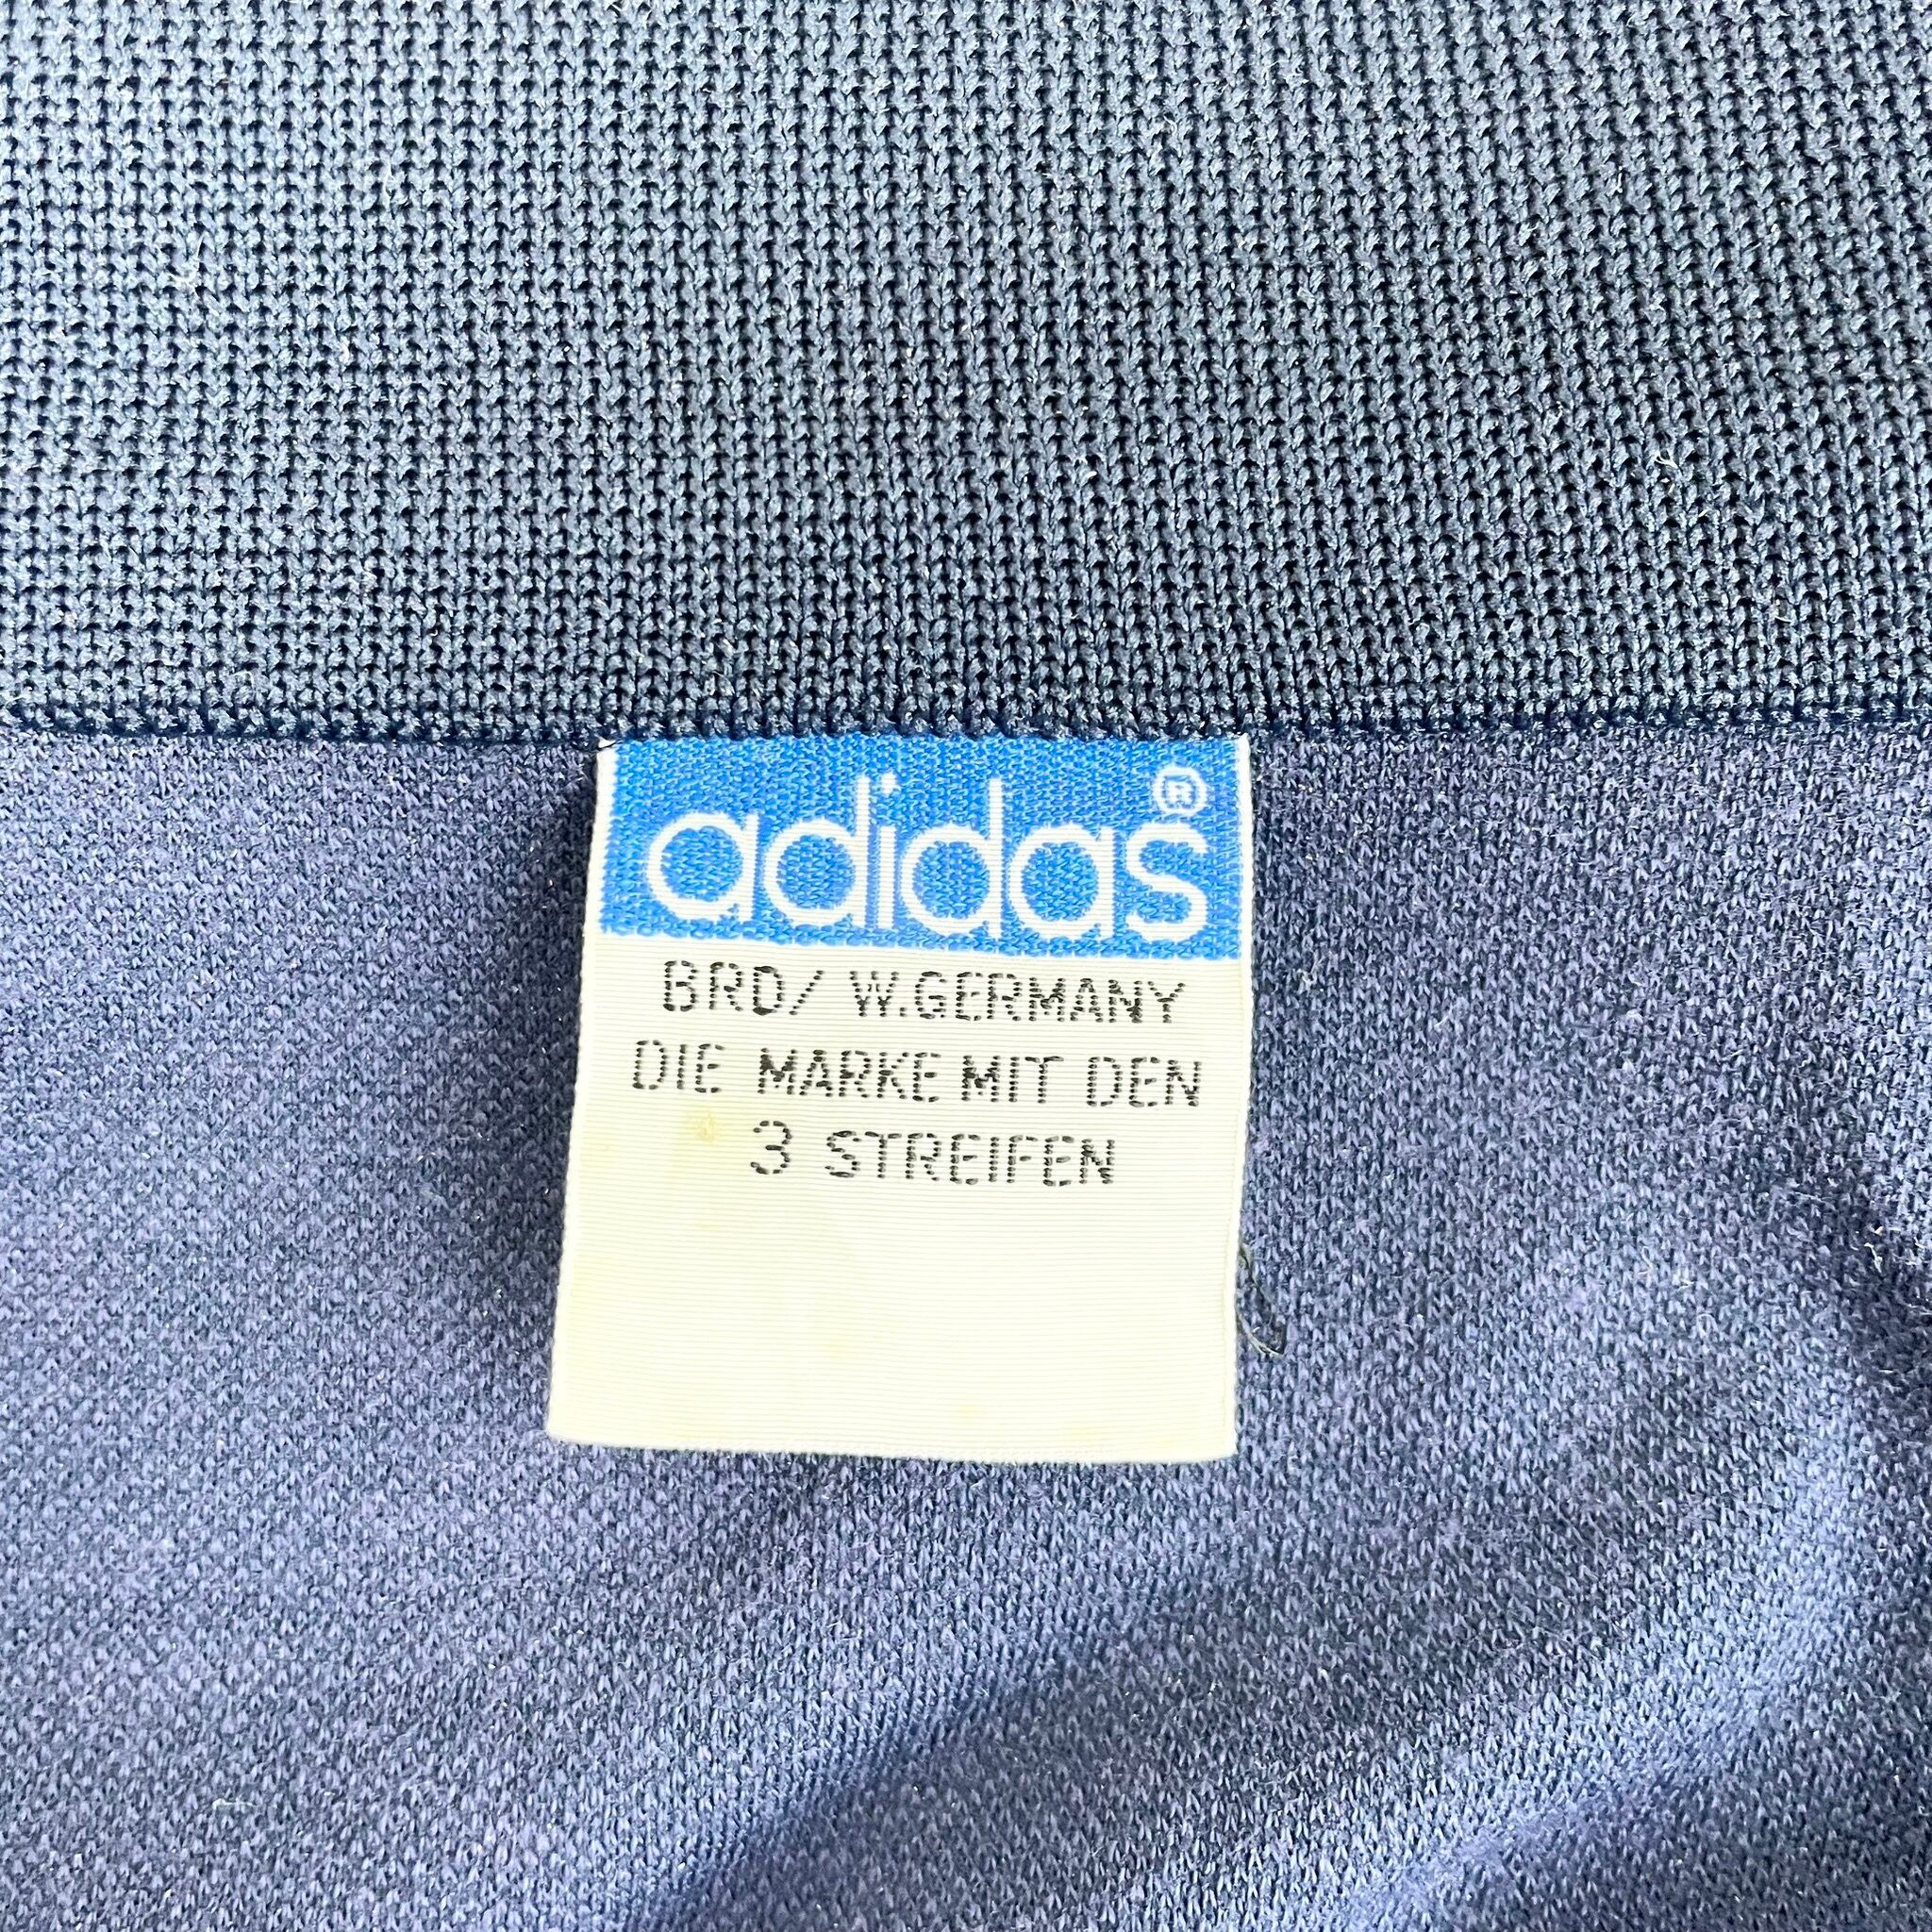 adidas®
BRD/ W.GERMANY
DIE MARKE MIT DEN
3 STREIFEN